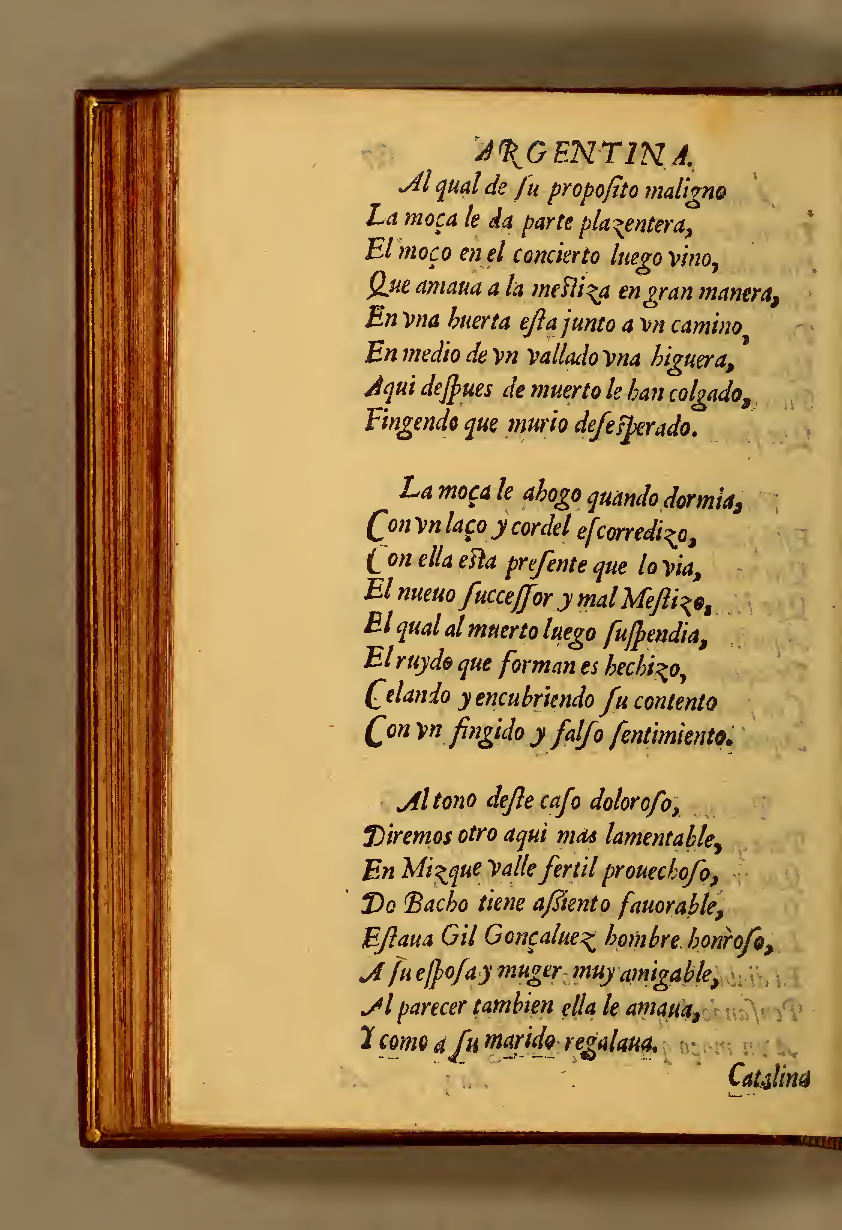 ARGENTINA.
Al qual de ſu propoſito maligno
La moça le da parte plazentera,
El moço en el concierto luego vino,
Que amaua a la meſtiza en gran manera,
En vna huerta eſta junto a vn camino,
En medio de vn vallado vna higuera,
Aqui deſpues de muerto le han colgado,
Fingendo que murio deſeſperado.
La moça le ahogo quando dormia,
Con vn laço y cordel eſcorredizo,
Con ella eſta preſente que lo via,
El nueuo ſucceſſor y mal Meſtizo,
El qual al muerto luego ſuſpendia,
El ruydo que forman es hechizo,
Celando y encubriendo ſu contento
Con vn fingido y falſo ſentimiento.
Al tono deſte caſo doloroſo,
Diremos otro aqui mas lamentable,
En Mizque valle fertil prouechoſo,
Do Bacho tiene aſsiento fauorable,
Eſtaua Gil Gonçaluez hombre honroſo,
A ſu eſpoſa y muger muy amigable,
Al parecer tambien ella le amaua,
Y como a ſu marido regalaua.
Catalina